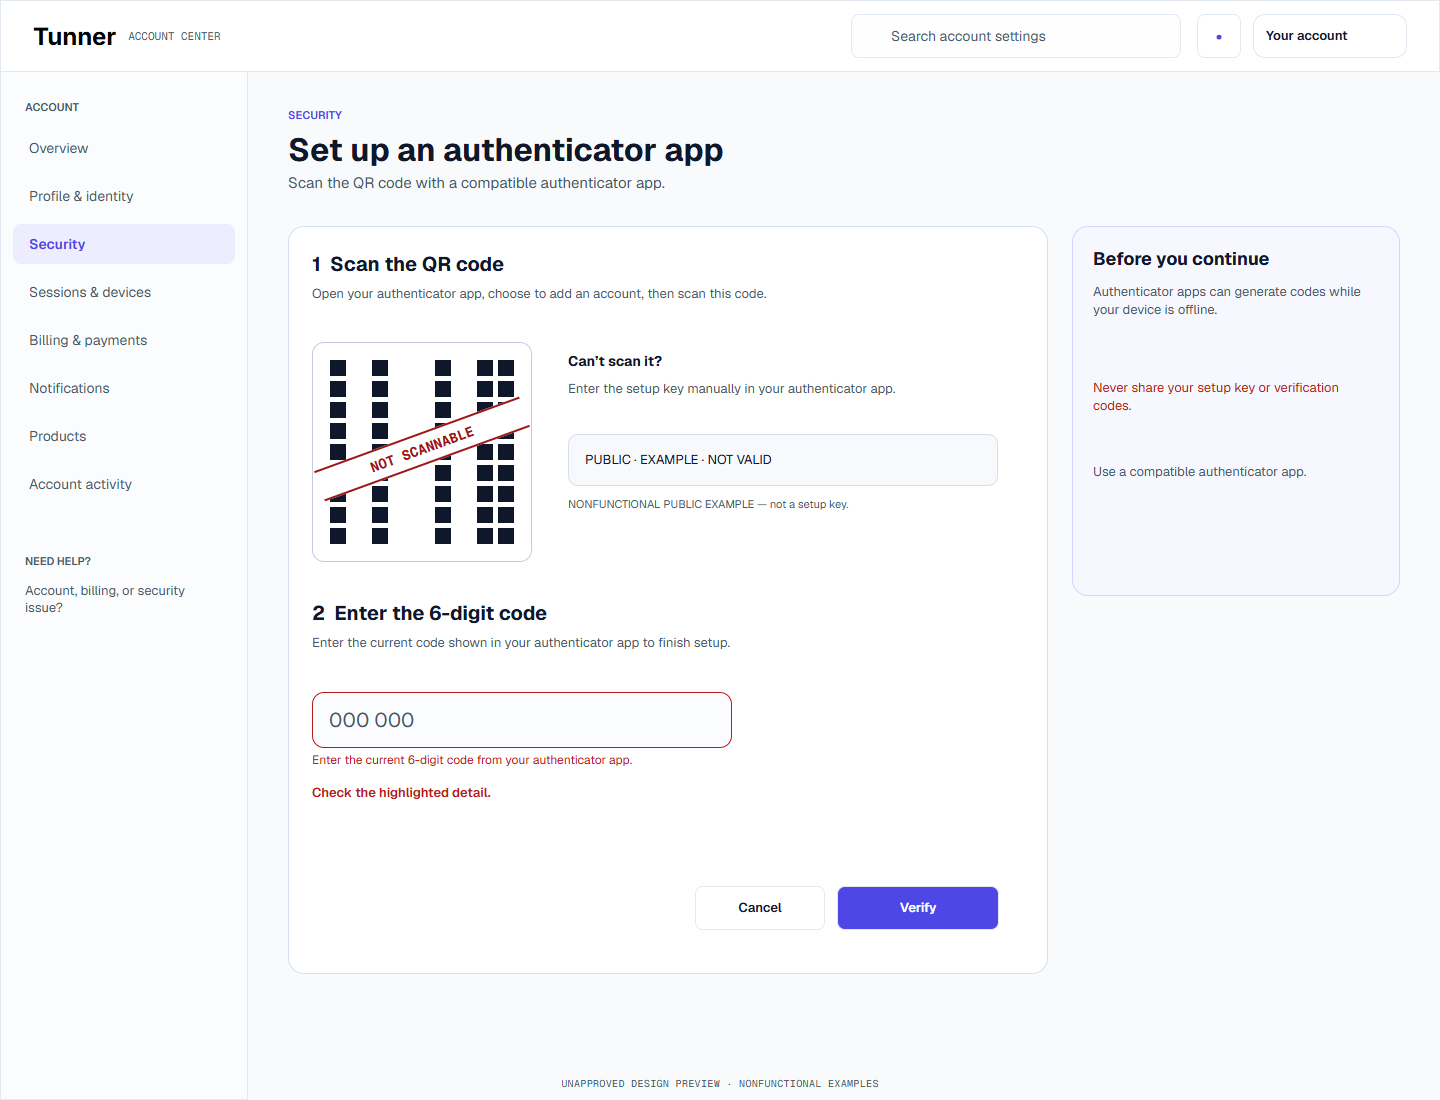 Tunner ACCOUNT CENTER
Search account settings
Your account
ACCOUNT
Overview
Profile & identity
Security
Sessions & devices
Billing & payments
Notifications
Products
Account activity
NEED HELP?
Account, billing, or security
issue?
SECURITY
Set up an authenticator app
Scan the QR code with a compatible authenticator app.
1 Scan the QR code
Open your authenticator app, choose to add an account, then scan this code.
NOT SCANNABLE
Can’t scan it?
Enter the setup key manually in your authenticator app.
PUBLIC · EXAMPLE · NOT VALID
NONFUNCTIONAL PUBLIC EXAMPLE — not a setup key.
2 Enter the 6-digit code
Enter the current code shown in your authenticator app to finish setup.
000 000
Enter the current 6-digit code from your authenticator app.
Check the highlighted detail.
Cancel
Verify
Before you continue
Authenticator apps can generate codes while
your device is offline.
Never share your setup key or verification
codes.
Use a compatible authenticator app.
UNAPPROVED DESIGN PREVIEW · NONFUNCTIONAL EXAMPLES